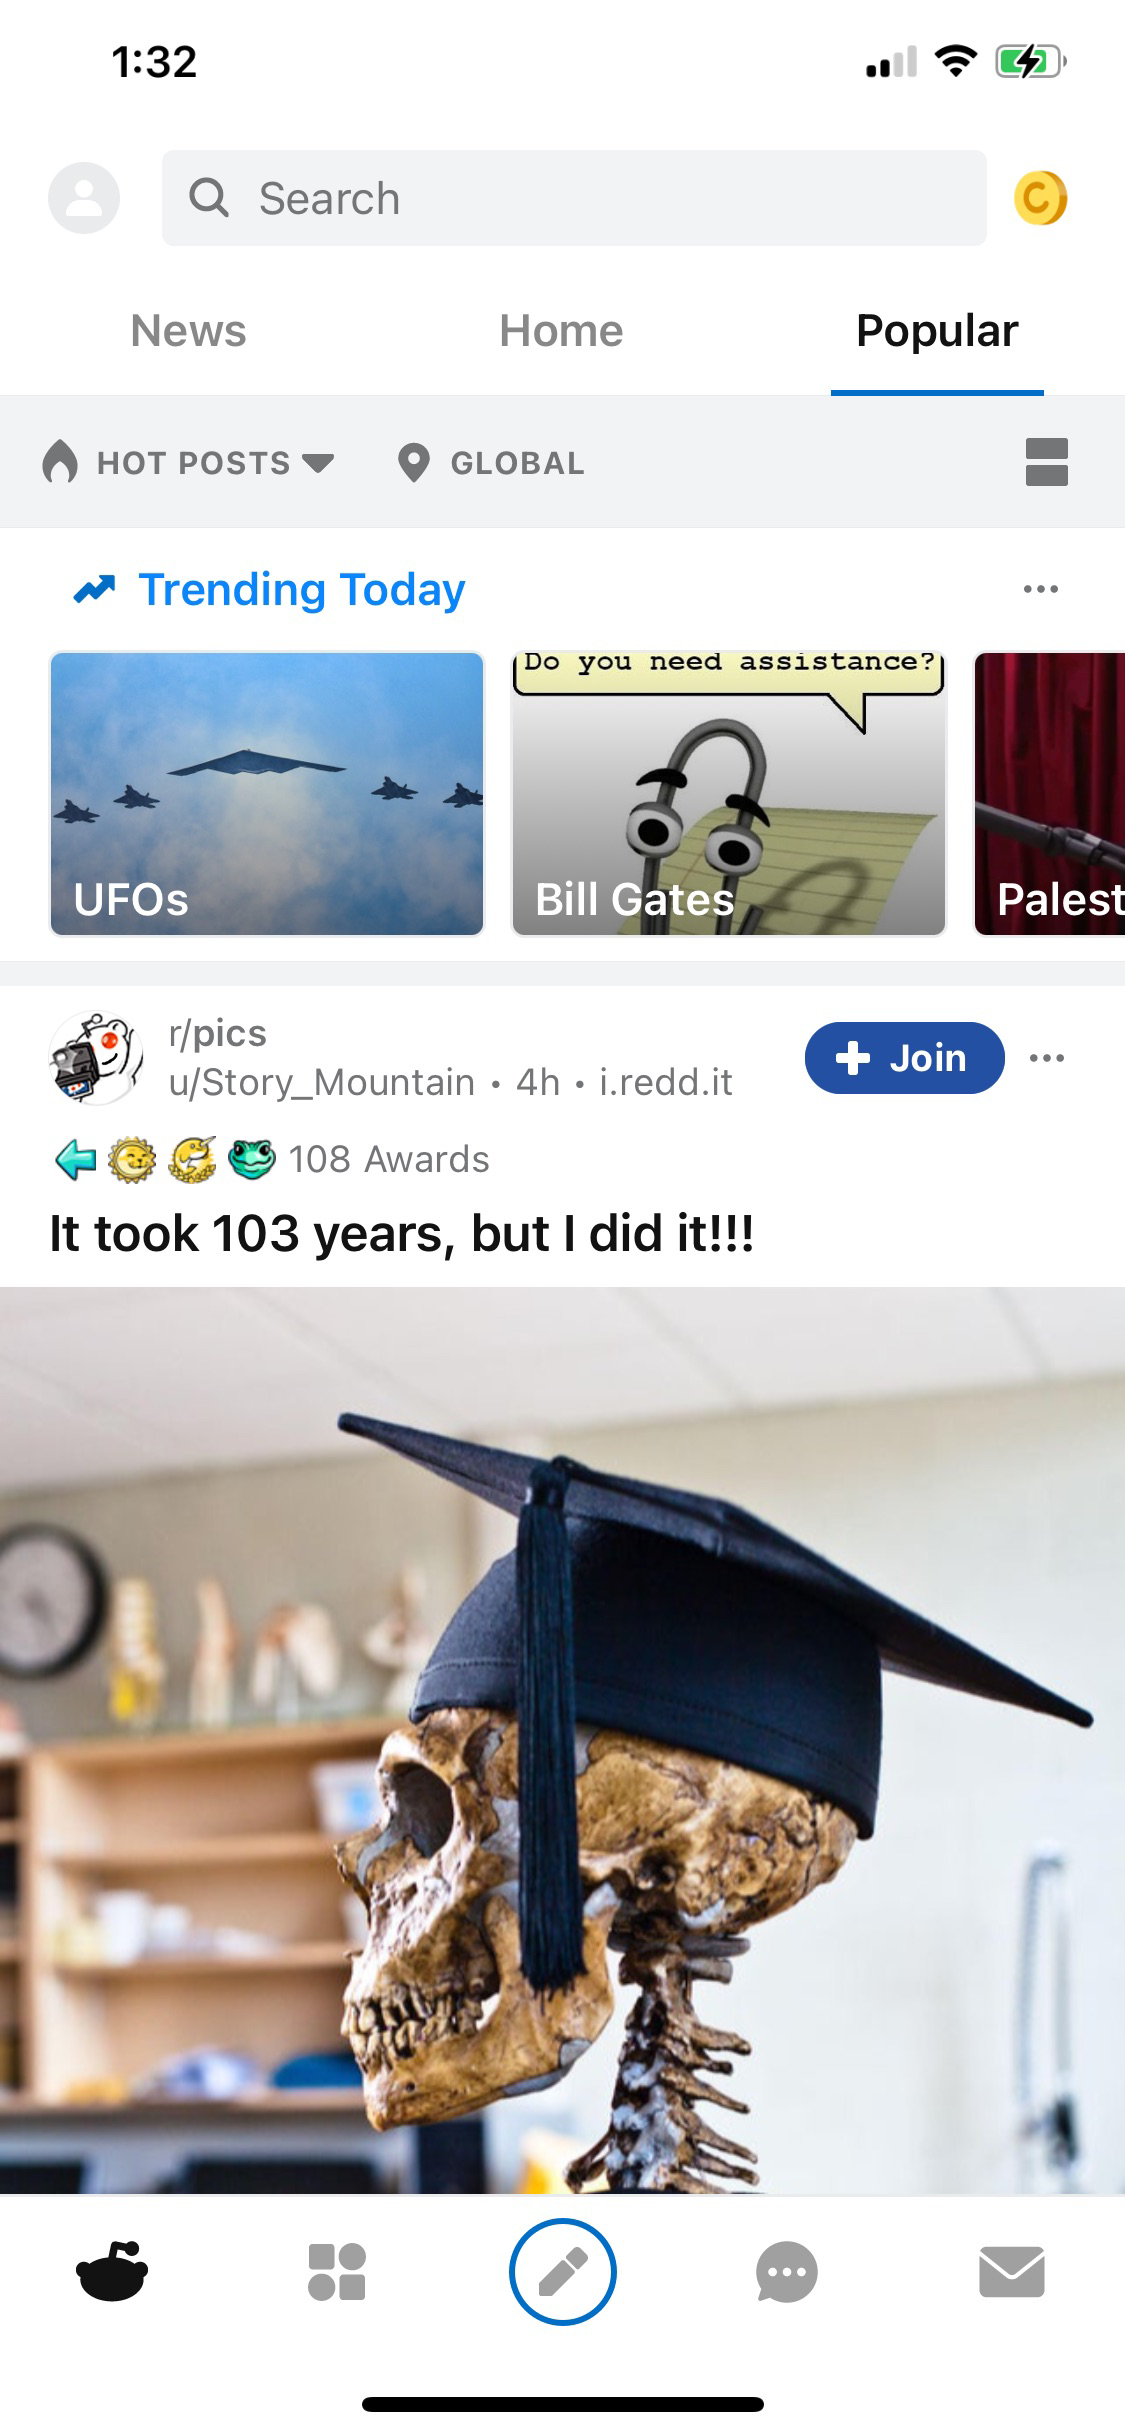 1:32
Search
News
Home
Popular
HOT POSTS
GLOBAL
Trending Today
Do you need assistance?
UFOs
Bill Gates
Palest
r/pics
u/Story_Mountain • 4h • i.redd.it
Join
108 Awards
It took 103 years, but I did it!!!